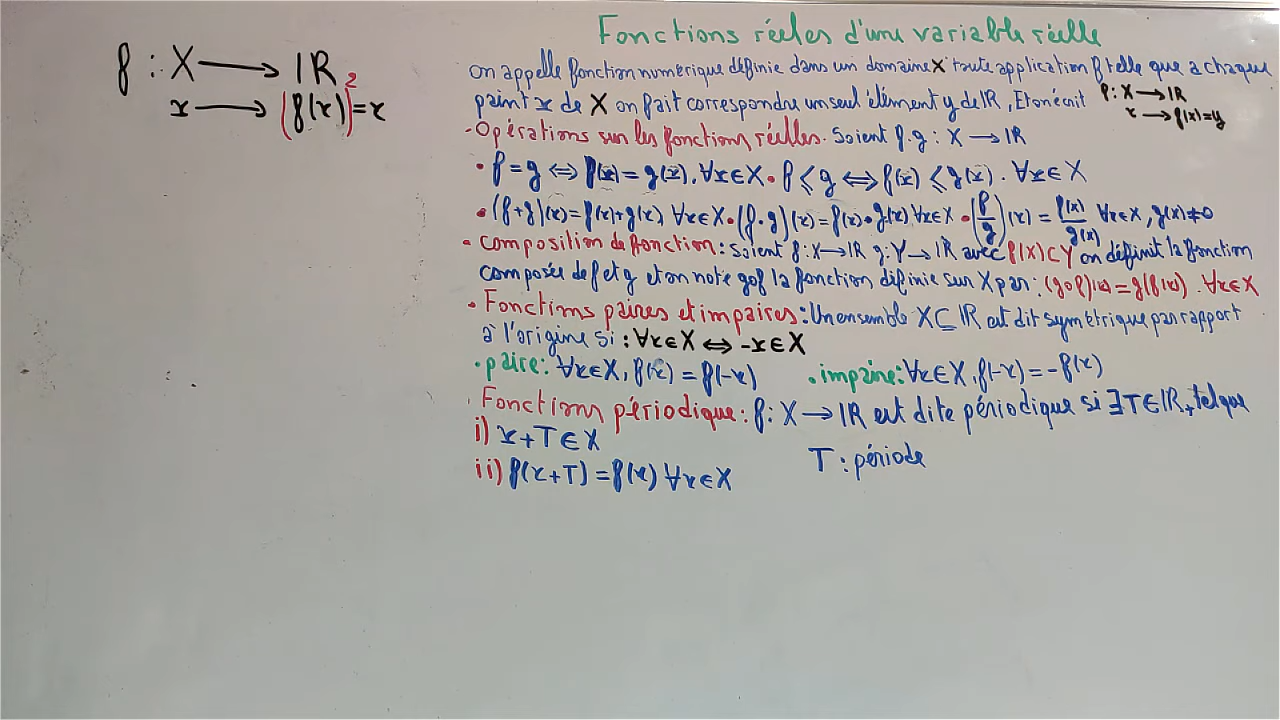 f : X ⟶ IR
x ⟶ (f(x))² = x
Fonctions réeles d'une variable réelle
on appelle fonction numérique définie dans un domaine X toute application f telle que a chaque
point x de X on fait correspondre un seul élément y de IR, Et on écrit f : X ⟶ IR
x ⟶ f(x)=y
• Opérations sur les fonctions réelles. Soient f.g : X ⟶ IR
• f = g ⇔ f(x) = g(x), ∀x∈X • f ≤ g ⇔ f(x) ≤ g(x). ∀x∈X
• (f+g)(x)=f(x)+g(x), ∀x∈X • (f·g)(x)=f(x)•g(x) ∀x∈X • (f/g)(x) = f(x)/g(x) ∀x∈X, g(x)≠0
• composition de fonction : soient f : X→IR g : Y→IR avec f(X)⊂Y on définit la fonction
composée de f et g et on note gof la fonction définie sur X par : (gof)(x)=g(f(x)). ∀x∈X
• Fonctions paires et impaires : Un ensemble X⊆IR est dit symétrique par rapport
à l'origine si : ∀x∈X ⇔ -x∈X
• paire : ∀x∈X, f(x) = f(-x) • impaire : ∀x∈X, f(-x) = -f(x)
. Fonctions périodique : f : X ⟶ IR est dite périodique si ∃T∈IR₊ tel que
i) x+T∈X
T : période
ii) f(x+T) = f(x) ∀x∈X